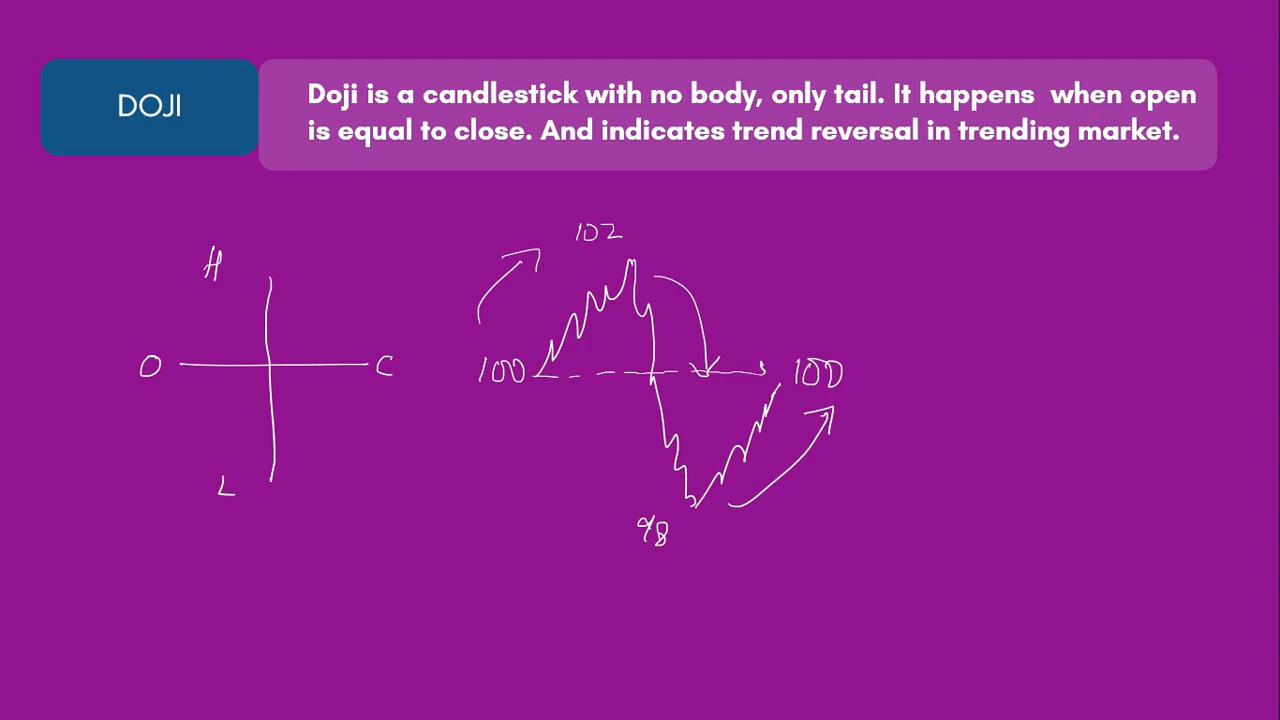 DOJI
Doji is a candlestick with no body, only tail. It happens when open
is equal to close. And indicates trend reversal in trending market.
H
O
C
L
102
100
100
98